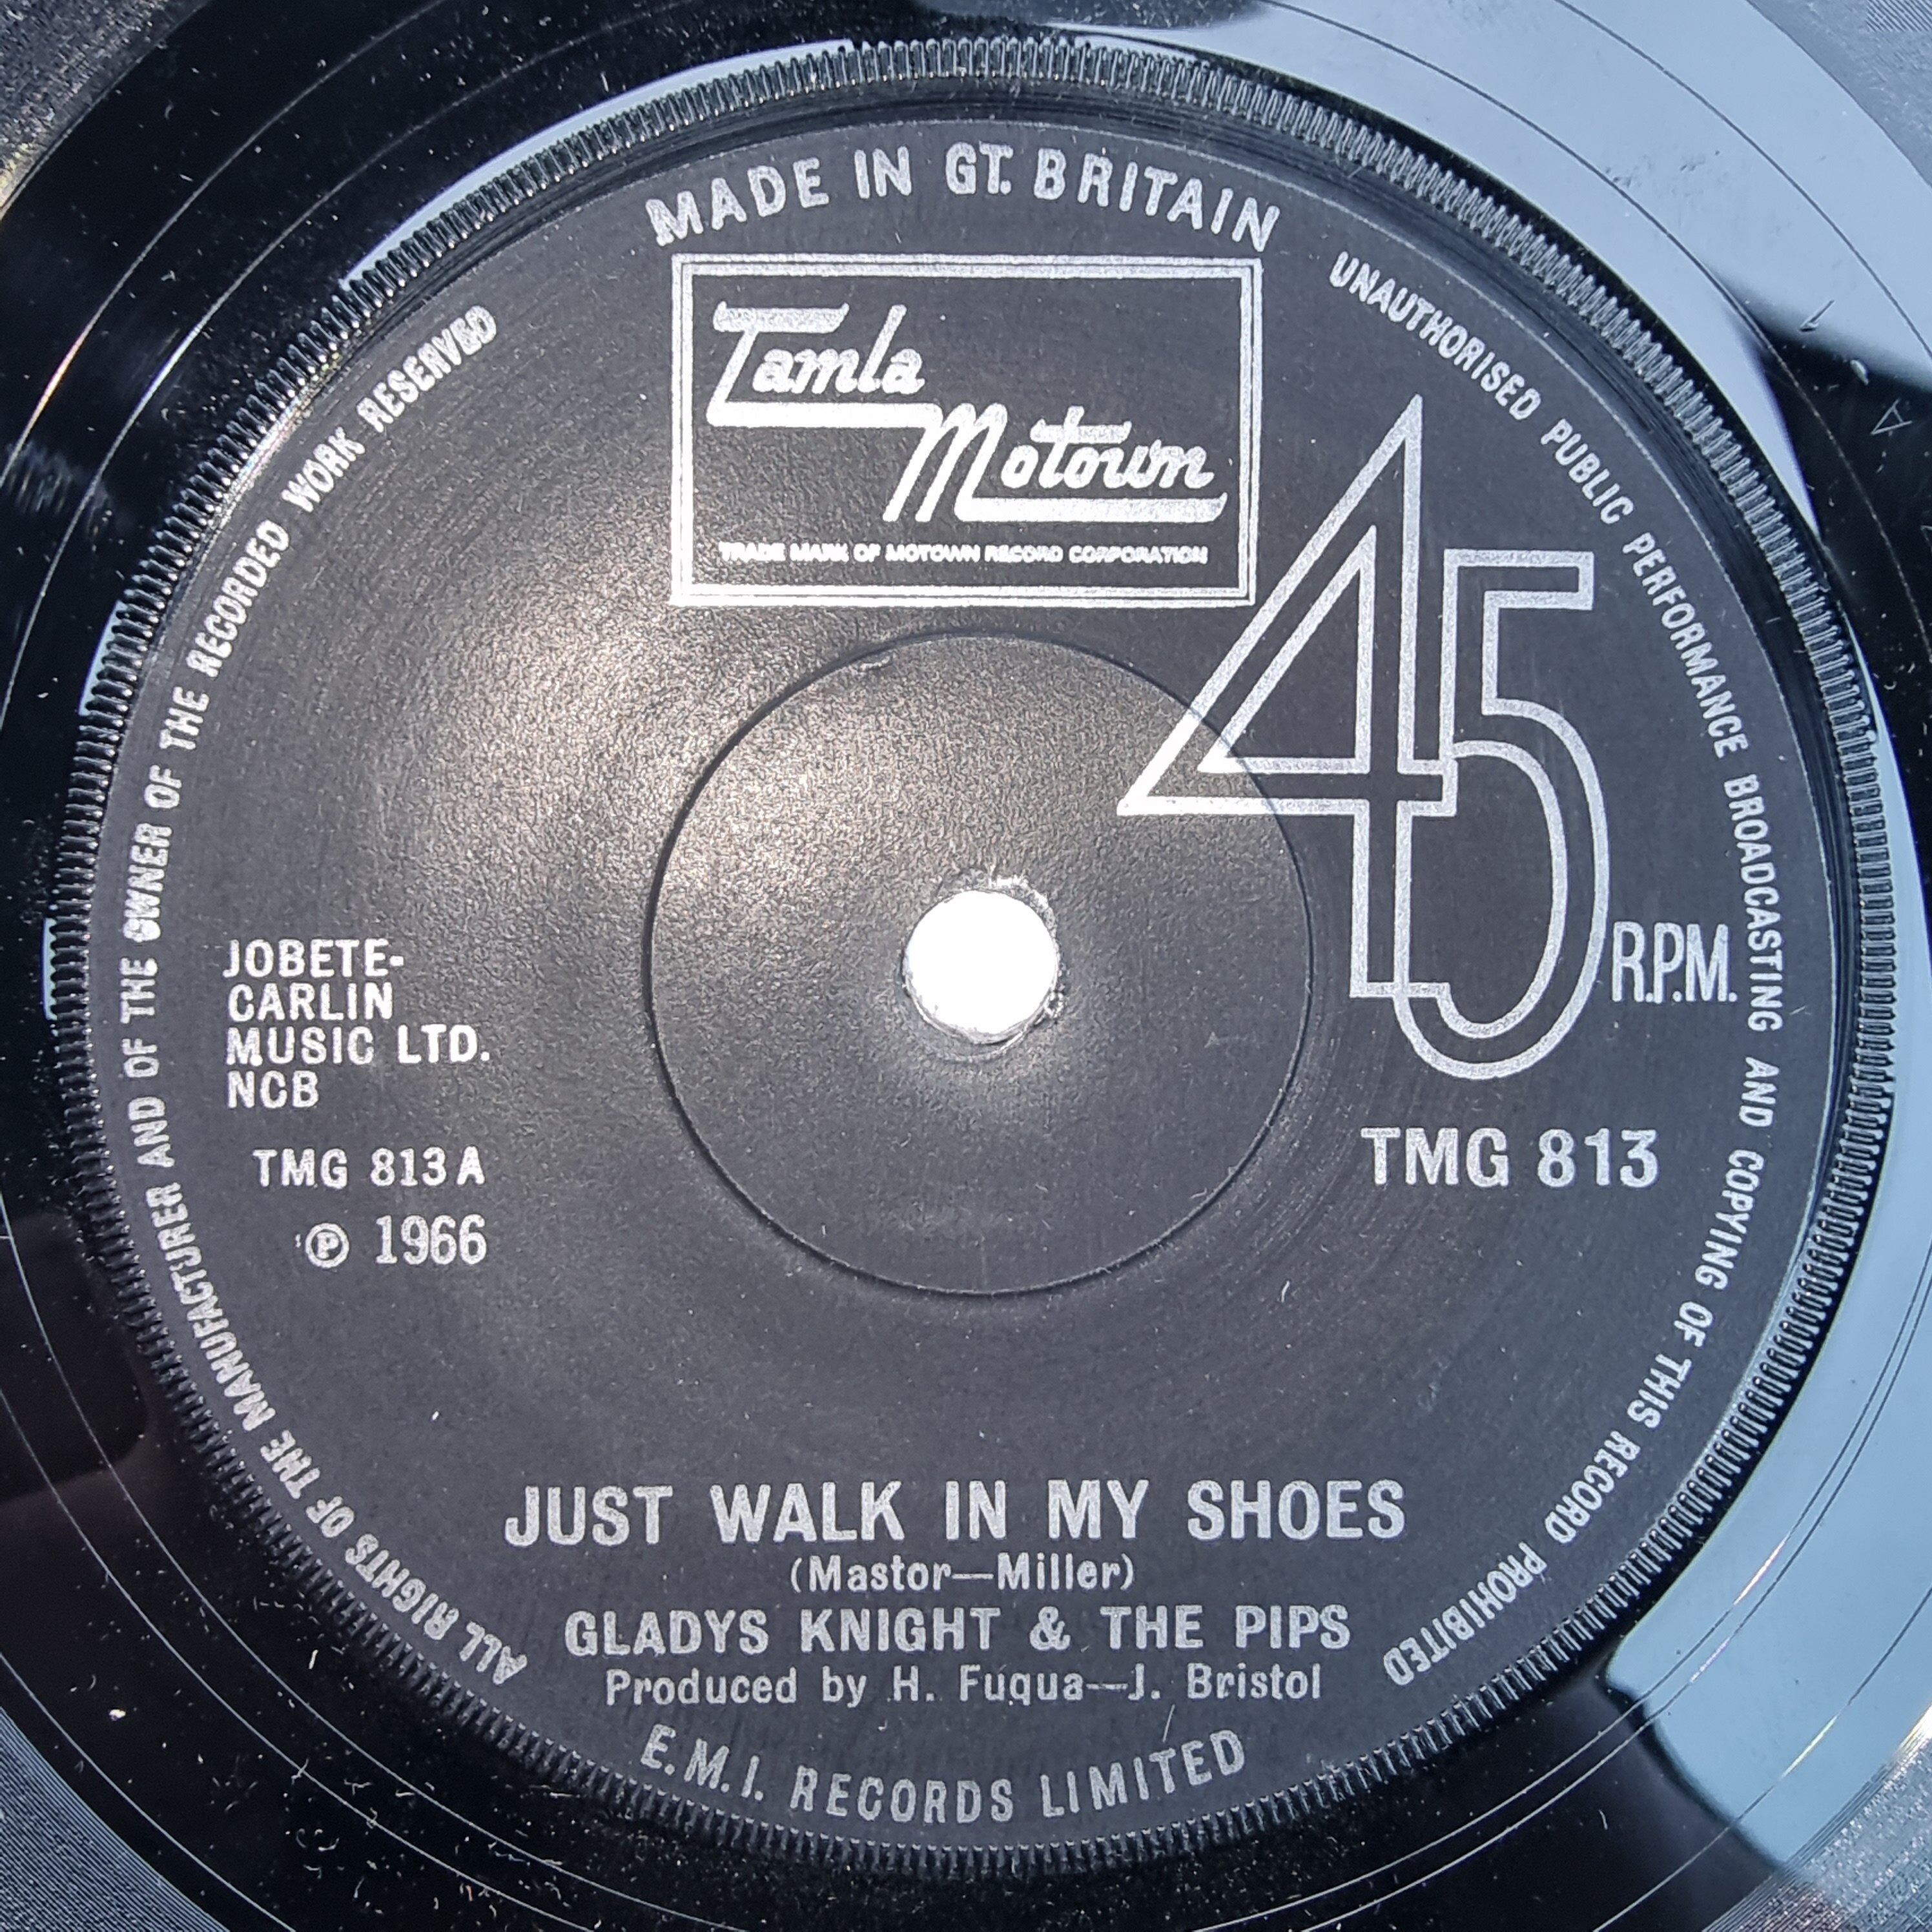 MADE IN GT. BRITAIN
Tamla
Motown
TRADE MARK OF MOTOWN RECORD CORPORATION
UNAUTHORISED PUBLIC PERFORMANCE BROADCASTING AND COPYING OF THIS RECORD PROHIBITED
ALL RIGHTS OF THE MANUFACTURER AND OF THE OWNER OF THE RECORDED WORK RESERVED
45
R.P.M.
JOBETE-
CARLIN
MUSIC LTD.
NCB
TMG 813 A
℗ 1966
TMG 813
JUST WALK IN MY SHOES
(Mastor—Miller)
GLADYS KNIGHT & THE PIPS
Produced by H. Fuqua—J. Bristol
E.M.I. RECORDS LIMITED